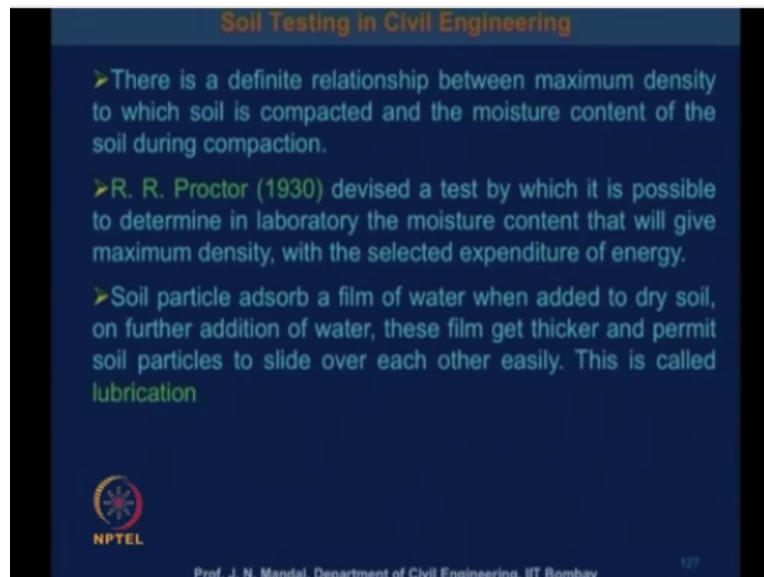 Soil Testing in Civil Engineering
➢There is a definite relationship between maximum density
to which soil is compacted and the moisture content of the
soil during compaction.
➢R. R. Proctor (1930) devised a test by which it is possible
to determine in laboratory the moisture content that will give
maximum density, with the selected expenditure of energy.
➢Soil particle adsorb a film of water when added to dry soil,
on further addition of water, these film get thicker and permit
soil particles to slide over each other easily. This is called
lubrication
NPTEL
127
Prof. J. N. Mandal, Department of Civil Engineering, IIT Bombay